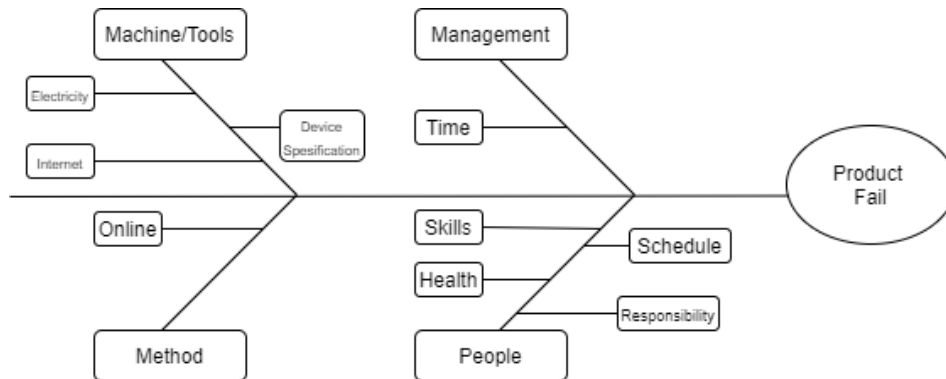 Machine/Tools
Management
Electricity
Device
Spesification
Time
Internet
Product
Fail
Online
Skills
Schedule
Health
Responsibility
Method
People